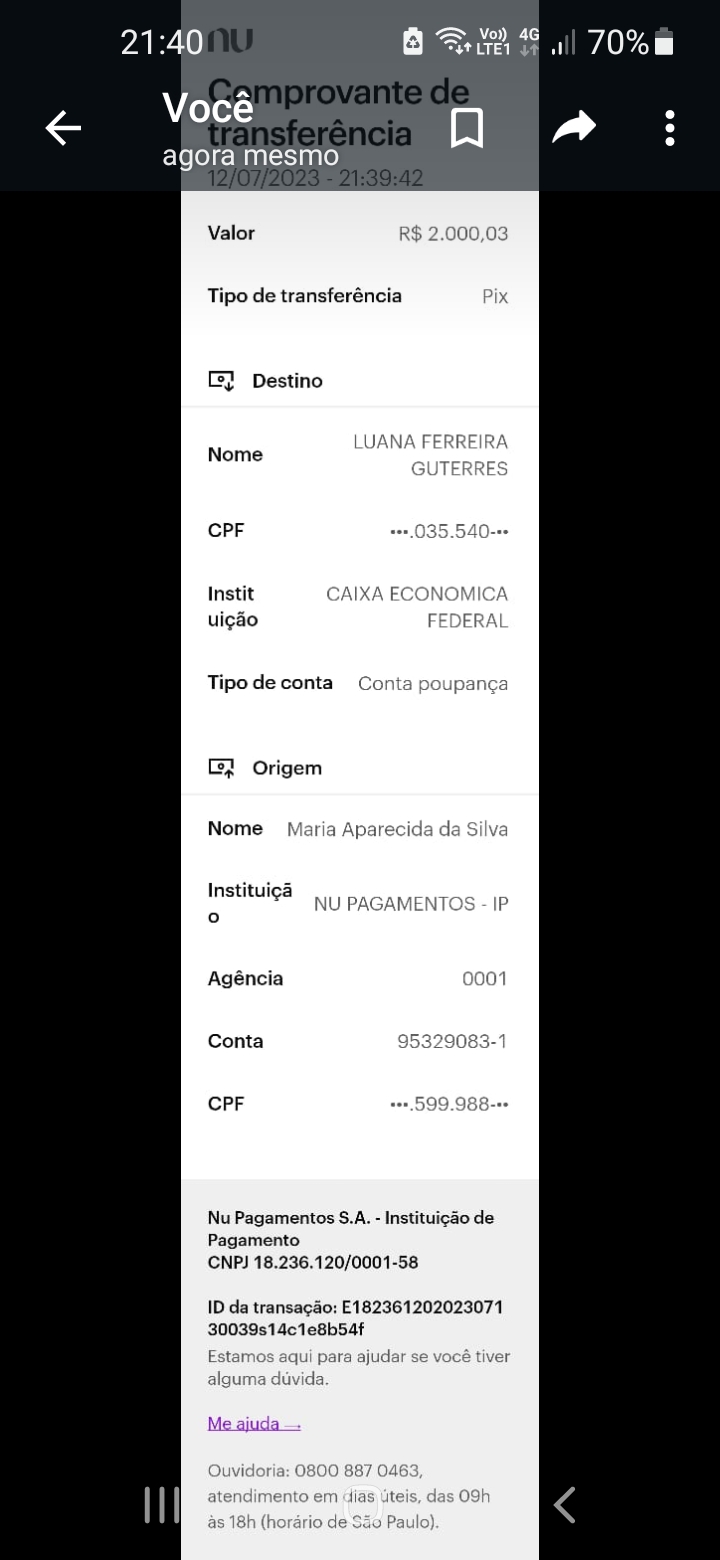 21:40 nu Vo)) LTE1 4G 70%
Comprovante de
Você
transferência
agora mesmo
12/07/2023 - 21:39:42
Valor R$ 2.000,03
Tipo de transferência Pix
Destino
Nome LUANA FERREIRA
GUTERRES
CPF •••.035.540-••
Instit
uição CAIXA ECONOMICA
FEDERAL
Tipo de conta Conta poupança
Origem
Nome Maria Aparecida da Silva
Instituiçã
o NU PAGAMENTOS - IP
Agência 0001
Conta 95329083-1
CPF •••.599.988-••
Nu Pagamentos S.A. - Instituição de
Pagamento
CNPJ 18.236.120/0001-58
ID da transação: E182361202023071
30039s14c1e8b54f
Estamos aqui para ajudar se você tiver
alguma dúvida.
Me ajuda →
Ouvidoria: 0800 887 0463,
atendimento em dias úteis, das 09h
às 18h (horário de São Paulo).